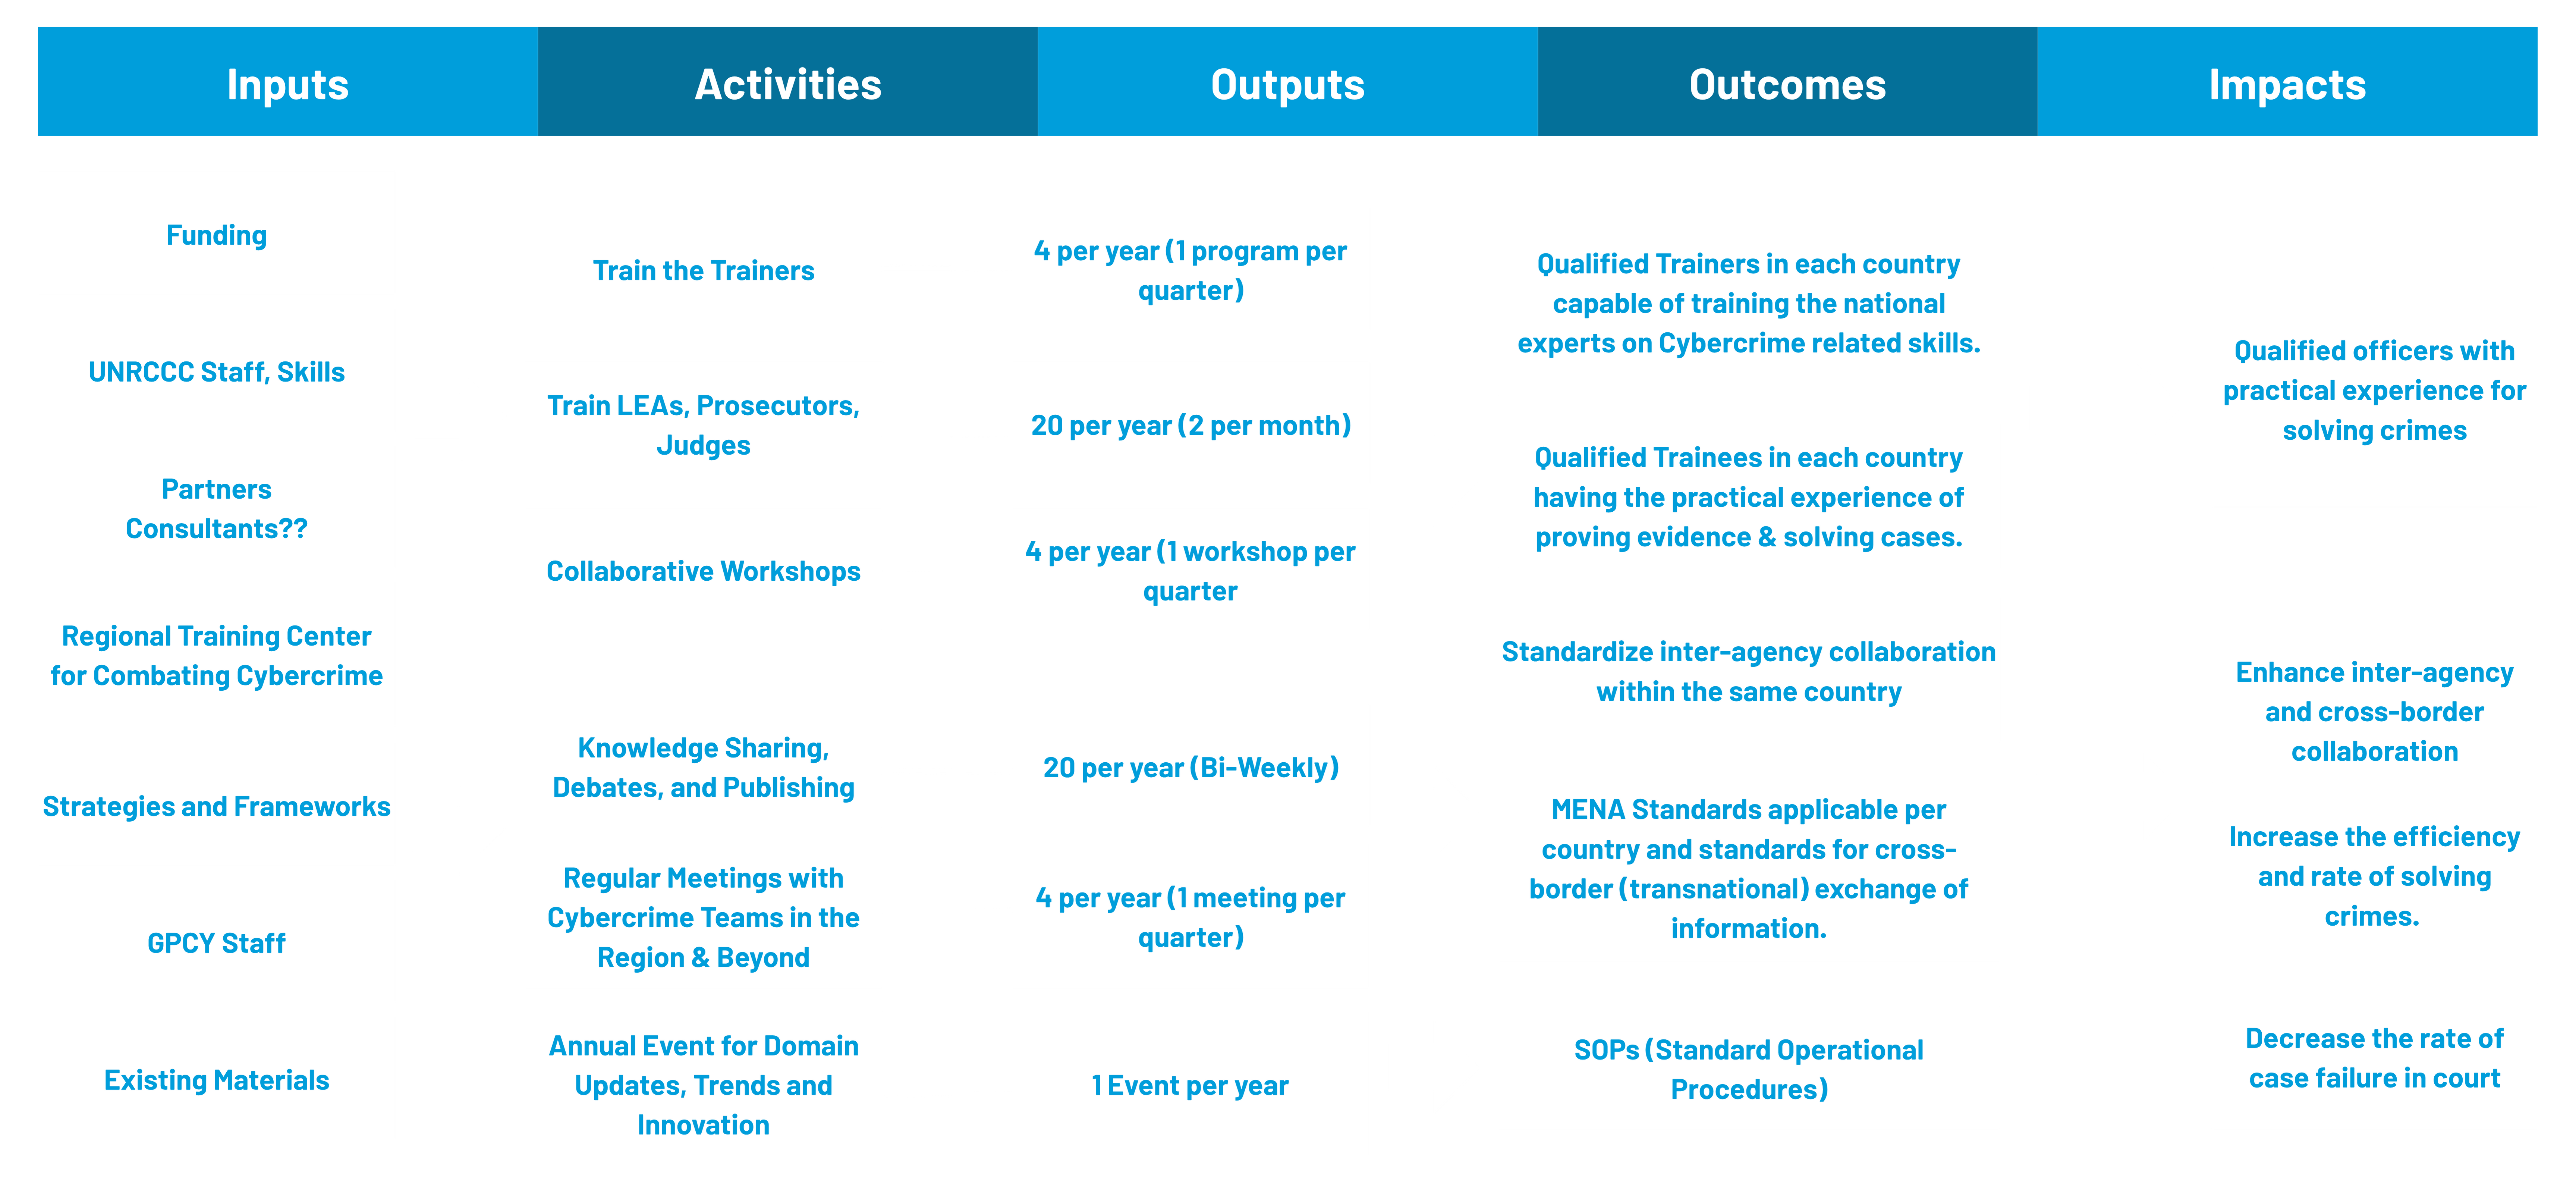 Inputs
Activities
Outputs
Outcomes
Impacts
Funding
UNRCCC Staff, Skills
Partners
Consultants??
Regional Training Center
for Combating Cybercrime
Strategies and Frameworks
GPCY Staff
Existing Materials
Train the Trainers
Train LEAs, Prosecutors,
Judges
Collaborative Workshops
Knowledge Sharing,
Debates, and Publishing
Regular Meetings with
Cybercrime Teams in the
Region & Beyond
Annual Event for Domain
Updates, Trends and
Innovation
4 per year (1 program per
quarter)
20 per year (2 per month)
4 per year (1 workshop per
quarter
20 per year (Bi-Weekly)
4 per year (1 meeting per
quarter)
1 Event per year
Qualified Trainers in each country
capable of training the national
experts on Cybercrime related skills.
Qualified Trainees in each country
having the practical experience of
proving evidence & solving cases.
Standardize inter-agency collaboration
within the same country
MENA Standards applicable per
country and standards for cross-
border (transnational) exchange of
information.
SOPs (Standard Operational
Procedures)
Qualified officers with
practical experience for
solving crimes
Enhance inter-agency
and cross-border
collaboration
Increase the efficiency
and rate of solving
crimes.
Decrease the rate of
case failure in court